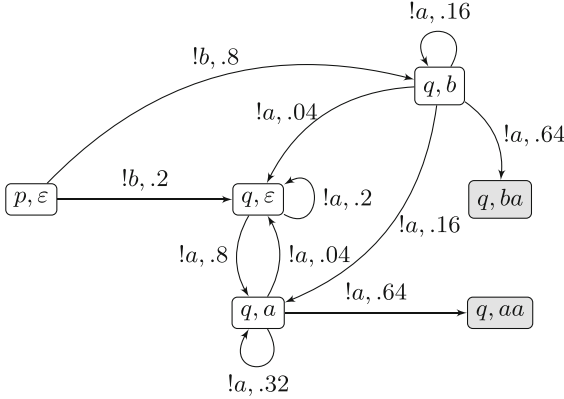 !a, .16
!b, .8
q, b
!a, .04
!a, .64
!b, .2
p, ε
q, ε
!a, .2
q, ba
!a, .16
!a, .8
!a, .04
!a, .64
q, a
q, aa
!a, .32